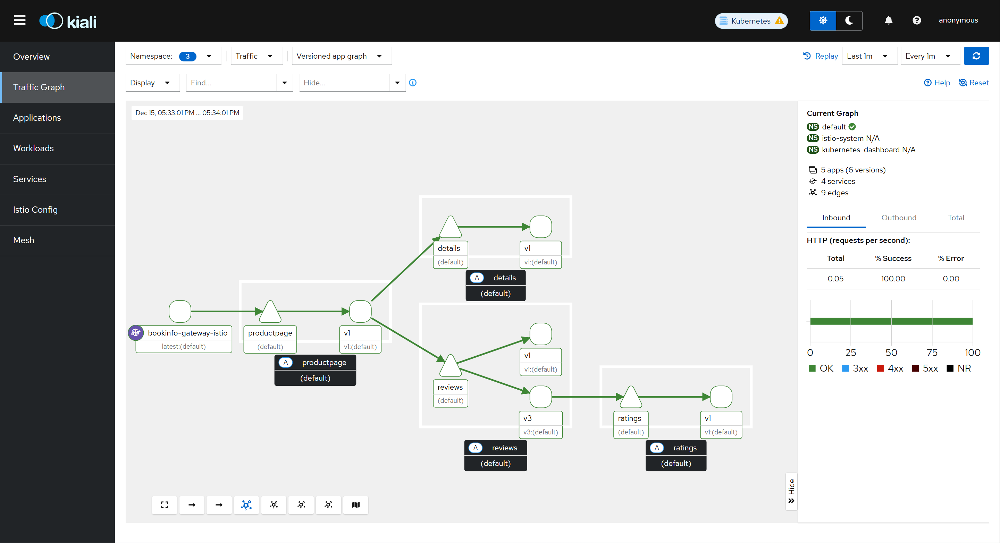 kiali
Kubernetes
anonymous
Overview
Traffic Graph
Applications
Workloads
Services
Istio Config
Mesh
Namespace: 3
Traffic
Versioned app graph
Replay
Last 1m
Every 1m
Display
Find...
Hide...
Help
Reset
Dec 15, 05:33:01 PM ... 05:34:01 PM
details
(default)
v1
v1:(default)
A details
(default)
bookinfo-gateway-istio
latest:(default)
productpage
(default)
v1
v1:(default)
A productpage
(default)
reviews
(default)
v1
v1:(default)
v3
v3:(default)
A reviews
(default)
ratings
(default)
v1
v1:(default)
A ratings
(default)
Hide
Current Graph
NS default
NS istio-system N/A
NS kubernetes-dashboard N/A
5 apps (6 versions)
4 services
9 edges
Inbound Outbound Total
HTTP (requests per second):
Total % Success % Error
0.05 100.00 0.00
0 25 50 75 100
OK 3xx 4xx 5xx NR